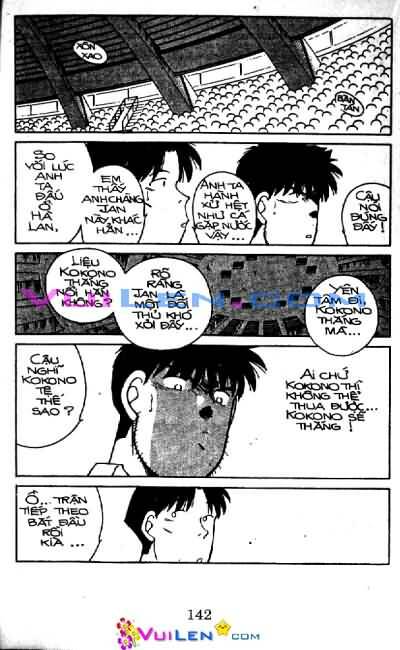 XÔN
XAO
BÀN
TÁN
SO
VỚI LÚC
ANH
TA
ĐẤU
Ở
HÀ
LAN,
EM
THẤY
ANH CHÀNG
JAN
NÀY KHÁC
HẲN...
ANH TA
HÀNH
XỬ HỆT
NHƯ CÁ
GẶP NƯỚC
VẬY...
CẬU
NÓI
ĐÚNG
ĐẤY!
LIỆU
KOKONO
THẮNG
NỔI HẮN
KHÔNG?
RÕ
RÀNG
JAN LÀ
MỘT ĐỐI
THỦ KHÓ
XƠI ĐẤY...
YÊN
TÂM ĐI
KOKONO
THẮNG
MÀ...
VuiLen.com
CẬU
NGHĨ
KOKONO
TỆ
THẾ
SAO?
AI CHỨ
KOKONO THÌ
KHÔNG THỂ
THUA ĐƯỢC...
KOKONO SẼ
THẮNG!
Ồ... TRẬN
TIẾP THEO
BẮT ĐẦU
RỒI
KÌA...
142
VuiLen.com